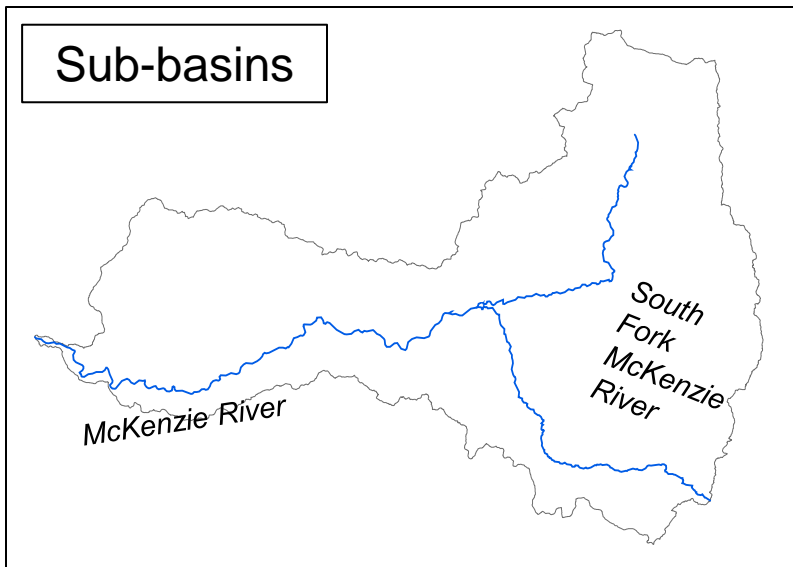 Sub-basins
South
Fork
McKenzie
River
McKenzie River